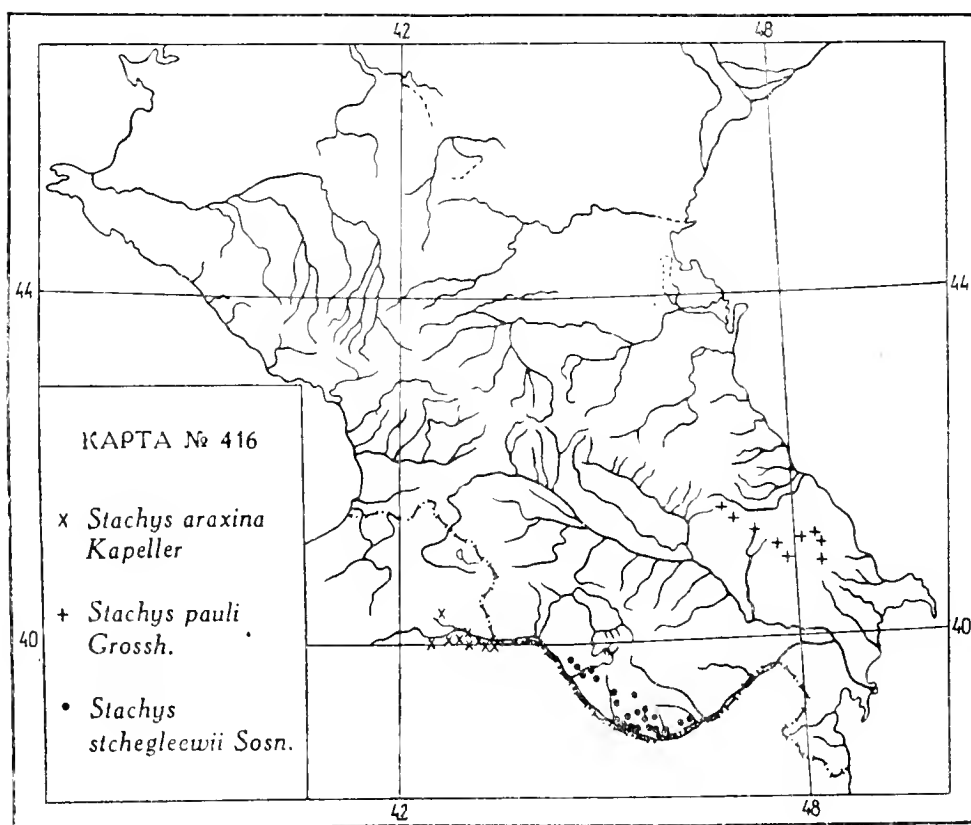 42 48
44 44
КАРТА № 416
x Stachys araxina
Kapeller
+ Stachys pauli
Grossh.
• Stachys
stchegleewii Sosn.
40 40
42 48